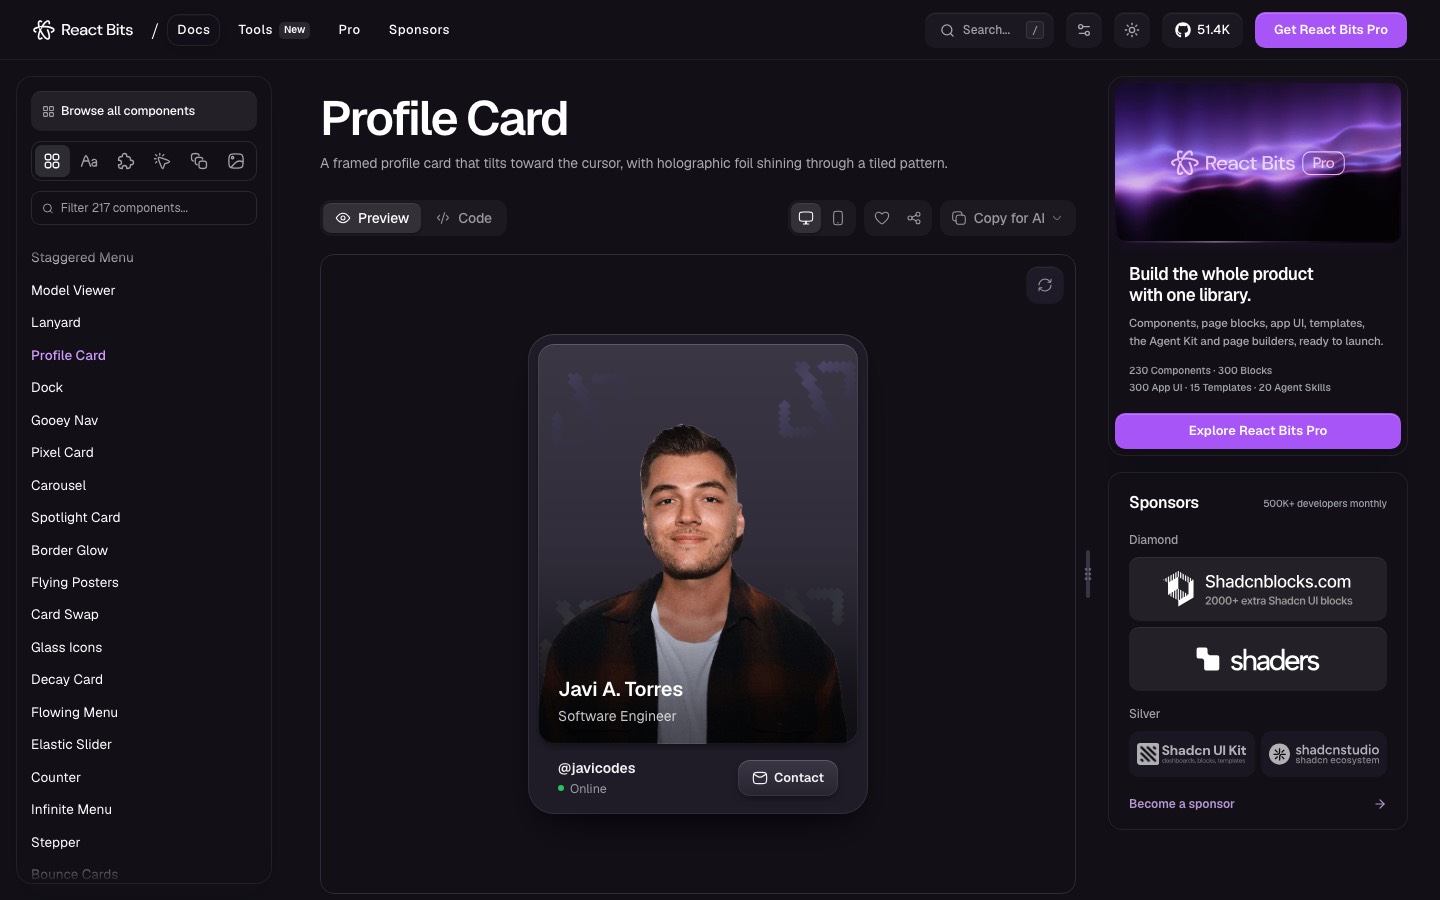 React Bits / Docs Tools New Pro Sponsors
Search... / 51.4K Get React Bits Pro
Browse all components
Aa
Filter 217 components...
Staggered Menu
Model Viewer
Lanyard
Profile Card
Dock
Gooey Nav
Pixel Card
Carousel
Spotlight Card
Border Glow
Flying Posters
Card Swap
Glass Icons
Decay Card
Flowing Menu
Elastic Slider
Counter
Infinite Menu
Stepper
Bounce Cards
Profile Card
A framed profile card that tilts toward the cursor, with holographic foil shining through a tiled pattern.
Preview Code
Copy for AI
Javi A. Torres
Software Engineer
@javicodes
Online
Contact
React Bits Pro
Build the whole product
with one library.
Components, page blocks, app UI, templates,
the Agent Kit and page builders, ready to launch.
230 Components · 300 Blocks
300 App UI · 15 Templates · 20 Agent Skills
Explore React Bits Pro
Sponsors 500K+ developers monthly
Diamond
Shadcnblocks.com
2000+ extra Shadcn UI blocks
shaders
Silver
Shadcn UI Kit
dashboards, blocks, templates
shadcnstudio
shadcn ecosystem
Become a sponsor